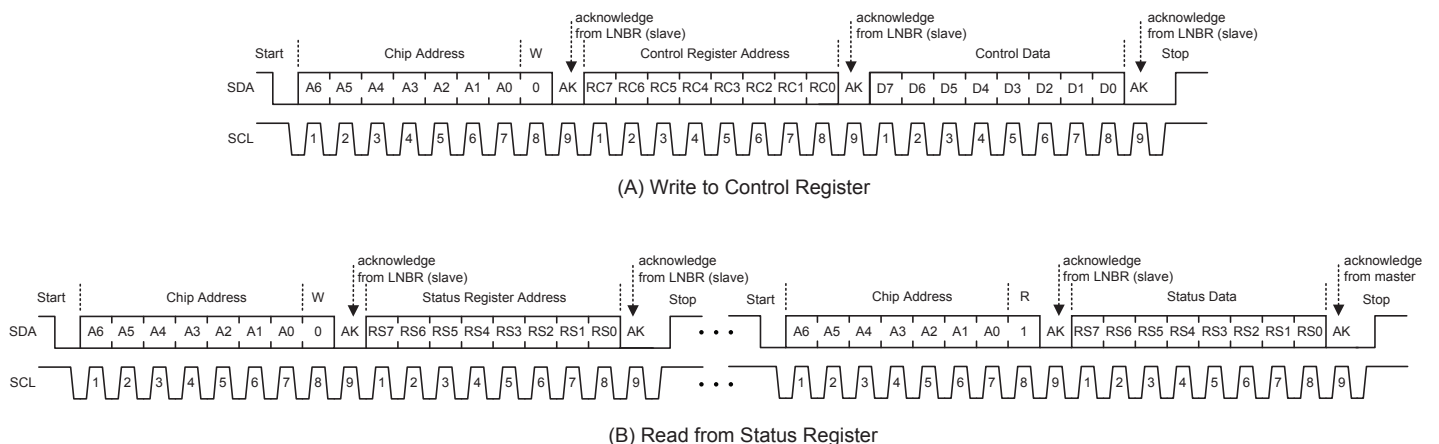 acknowledge acknowledge acknowledge
from LNBR (slave) from LNBR (slave) from LNBR (slave)
Start Chip Address W Control Register Address Control Data Stop
SDA A6 A5 A4 A3 A2 A1 A0 0 AK RC7 RC6 RC5 RC4 RC3 RC2 RC1 RC0 AK D7 D6 D5 D4 D3 D2 D1 D0 AK
SCL 1 2 3 4 5 6 7 8 9 1 2 3 4 5 6 7 8 9 1 2 3 4 5 6 7 8 9
(A) Write to Control Register
acknowledge acknowledge acknowledge acknowledge
from LNBR (slave) from LNBR (slave) from LNBR (slave) from master
Start Chip Address W Status Register Address Stop Start Chip Address R Status Data Stop
SDA A6 A5 A4 A3 A2 A1 A0 0 AK RS7 RS6 RS5 RS4 RS3 RS2 RS1 RS0 AK • • • A6 A5 A4 A3 A2 A1 A0 1 AK RS7 RS6 RS5 RS4 RS3 RS2 RS1 RS0 AK
SCL 1 2 3 4 5 6 7 8 9 1 2 3 4 5 6 7 8 9 • • • 1 2 3 4 5 6 7 8 9 1 2 3 4 5 6 7 8 9
(B) Read from Status Register